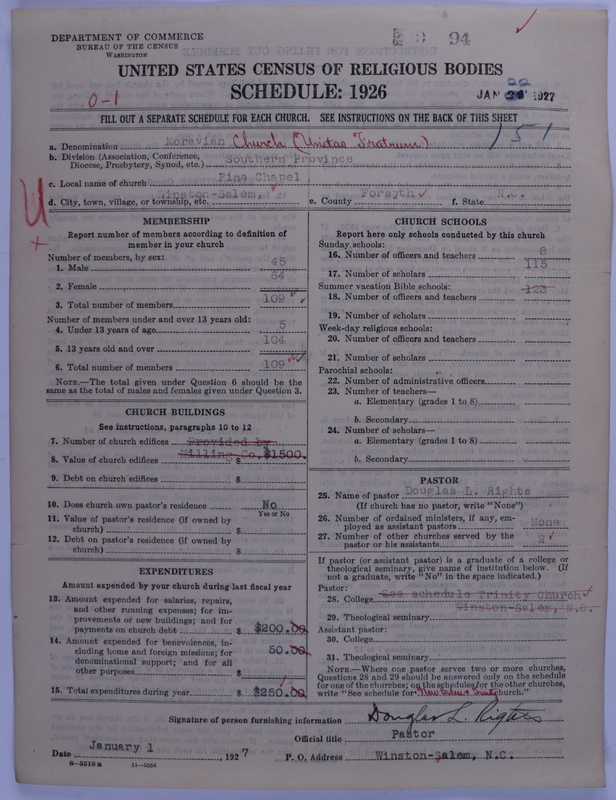 DEPARTMENT OF COMMERCE
BUREAU OF THE CENSUS
WASHINGTON
94
UNITED STATES CENSUS OF RELIGIOUS BODIES
SCHEDULE: 1926
0-1
JAN 22 1927
FILL OUT A SEPARATE SCHEDULE FOR EACH CHURCH. SEE INSTRUCTIONS ON THE BACK OF THIS SHEET
151
a. Denomination Moravian Church (Unitas Fratrum)
b. Division (Association, Conference, Diocese, Presbytery, Synod, etc.) Southern Province
c. Local name of church Pine Chapel
d. City, town, village, or township, etc. Winston-Salem, e. County Forsyth f. State N.C.
U
x
MEMBERSHIP
Report number of members according to definition of
member in your church
Number of members, by sex:
1. Male 45
2. Female 64
3. Total number of members 109
Number of members under and over 13 years old:
4. Under 13 years of age 5
5. 13 years old and over 104
6. Total number of members 109
NOTE.—The total given under Question 6 should be the
same as the total of males and females given under Question 3.
CHURCH BUILDINGS
See instructions, paragraphs 10 to 12
7. Number of church edifices Provided by
8. Value of church edifices $ Milling Co. $1500.
9. Debt on church edifices $
10. Does church own pastor's residence No
Yes or No
11. Value of pastor's residence (if owned by
church) $
12. Debt on pastor's residence (if owned by
church) $
EXPENDITURES
Amount expended by your church during last fiscal year
13. Amount expended for salaries, repairs,
and other running expenses; for im-
provements or new buildings; and for
payments on church debt $200.00
14. Amount expended for benevolences, in-
cluding home and foreign missions; for
denominational support; and for all
other purposes $ 50.00
15. Total expenditures during year $250.00
CHURCH SCHOOLS
Report here only schools conducted by this church
Sunday schools:
16. Number of officers and teachers 8
17. Number of scholars 115
Summer vacation Bible schools: 123
18. Number of officers and teachers
19. Number of scholars
Week-day religious schools:
20. Number of officers and teachers
21. Number of scholars
Parochial schools:
22. Number of administrative officers
23. Number of teachers—
a. Elementary (grades 1 to 8)
b. Secondary
24. Number of scholars—
a. Elementary (grades 1 to 8)
b. Secondary
PASTOR
25. Name of pastor Douglas L. Rights
(If church has no pastor, write "None")
26. Number of ordained ministers, if any, em-
ployed as assistant pastors None
27. Number of other churches served by the
pastor or his assistants 2
If pastor (or assistant pastor) is a graduate of a college or
theological seminary, give name of institution below. (If
not a graduate, write "No" in the space indicated.)
Pastor:
28. College See schedule Trinity Church
Winston-Salem, N.C.
29. Theological seminary
Assistant pastor:
30. College
31. Theological seminary
NOTE.—Where one pastor serves two or more churches,
Questions 28 and 29 should be answered only on the schedule
for one of the churches; on the schedules for the other churches,
write "See schedule for Trinity church."
Signature of person furnishing information Douglas L. Rights
Official title Pastor
Date January 1, 1927 P. O. Address Winston-Salem, N.C.
8-5518 a 11-9554